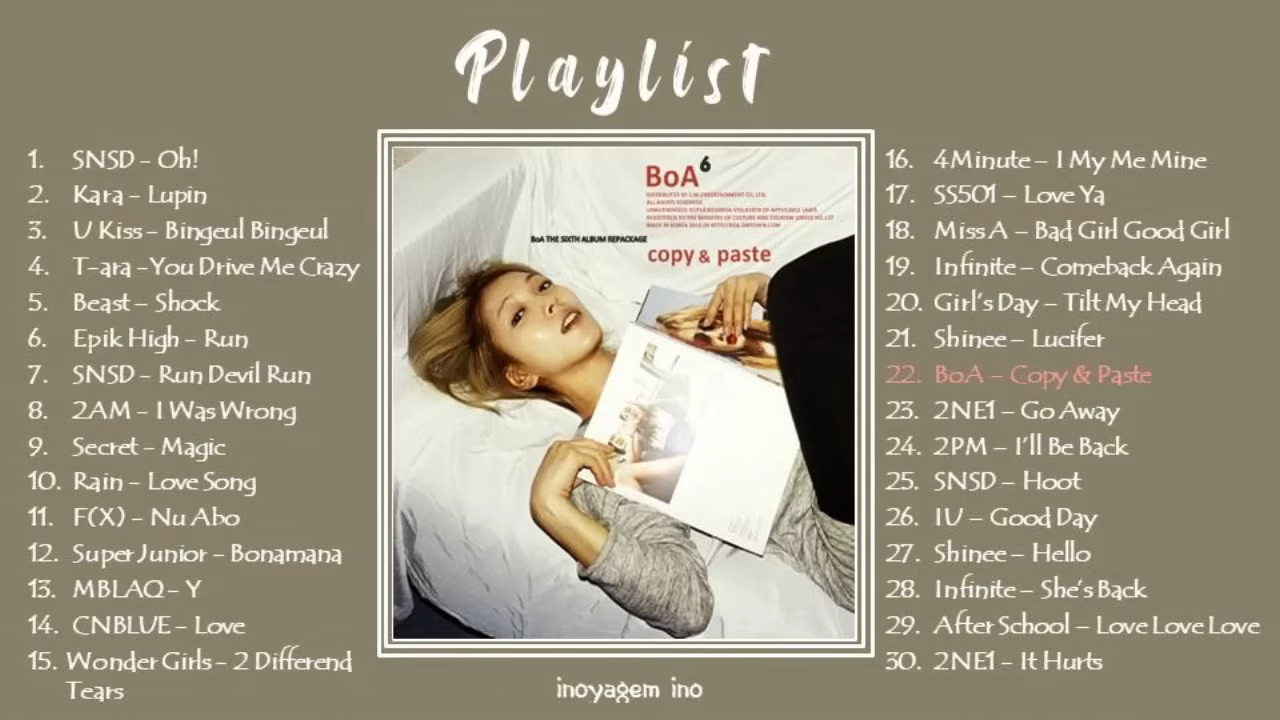 Playlist
1. SNSD – Oh!
2. Kara – Lupin
3. U Kiss – Bingeul Bingeul
4. T-ara –You Drive Me Crazy
5. Beast – Shock
6. Epik High – Run
7. SNSD – Run Devil Run
8. 2AM – I Was Wrong
9. Secret – Magic
10. Rain – Love Song
11. F(X) – Nu Abo
12. Super Junior – Bonamana
13. MBLAQ – Y
14. CNBLUE – Love
15. Wonder Girls – 2 Differend
Tears
BoA6
BoA THE SIXTH ALBUM REPACKAGE
copy & paste
inoyagem ino
16. 4Minute – I My Me Mine
17. SS501 – Love Ya
18. Miss A – Bad Girl Good Girl
19. Infinite – Comeback Again
20. Girl's Day – Tilt My Head
21. Shinee – Lucifer
22. BoA – Copy & Paste
23. 2NE1 – Go Away
24. 2PM – I'll Be Back
25. SNSD – Hoot
26. IU – Good Day
27. Shinee – Hello
28. Infinite – She's Back
29. After School – Love Love Love
30. 2NE1 – It Hurts